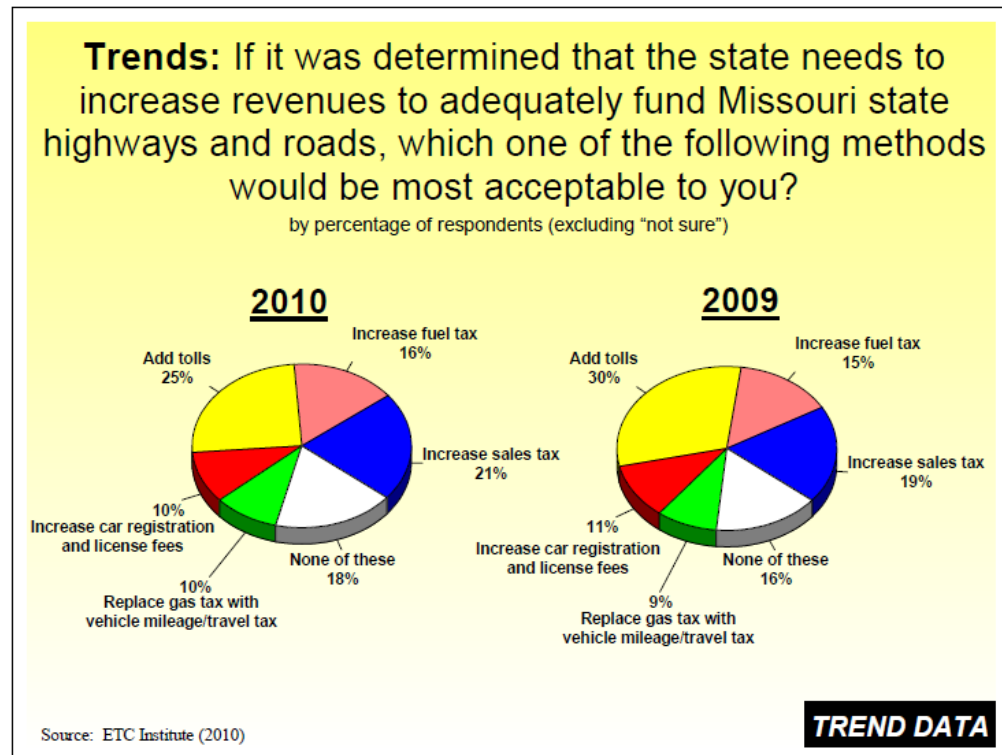 Trends: If it was determined that the state needs to
increase revenues to adequately fund Missouri state
highways and roads, which one of the following methods
would be most acceptable to you?
by percentage of respondents (excluding “not sure”)
2010
Increase fuel tax
16%
Add tolls
25%
Increase sales tax
21%
10%
Increase car registration
and license fees
None of these
18%
10%
Replace gas tax with
vehicle mileage/travel tax
2009
Increase fuel tax
15%
Add tolls
30%
Increase sales tax
19%
11%
Increase car registration
and license fees
None of these
16%
9%
Replace gas tax with
vehicle mileage/travel tax
Source: ETC Institute (2010)
TREND DATA